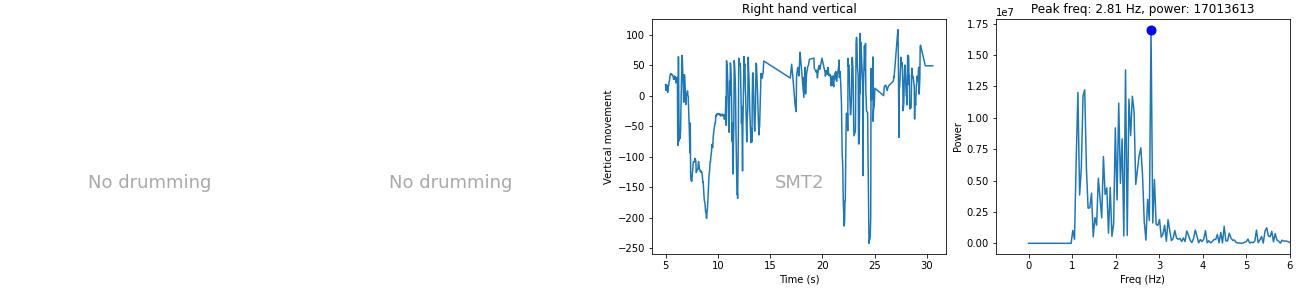 No drumming
No drumming
Right hand vertical
Vertical movement
100
50
0
−50
−100
−150
−200
−250
SMT2
5
10
15
20
25
30
Time (s)
Peak freq: 2.81 Hz, power: 17013613
1e7
Power
1.75
1.50
1.25
1.00
0.75
0.50
0.25
0.00
0
1
2
3
4
5
6
Freq (Hz)